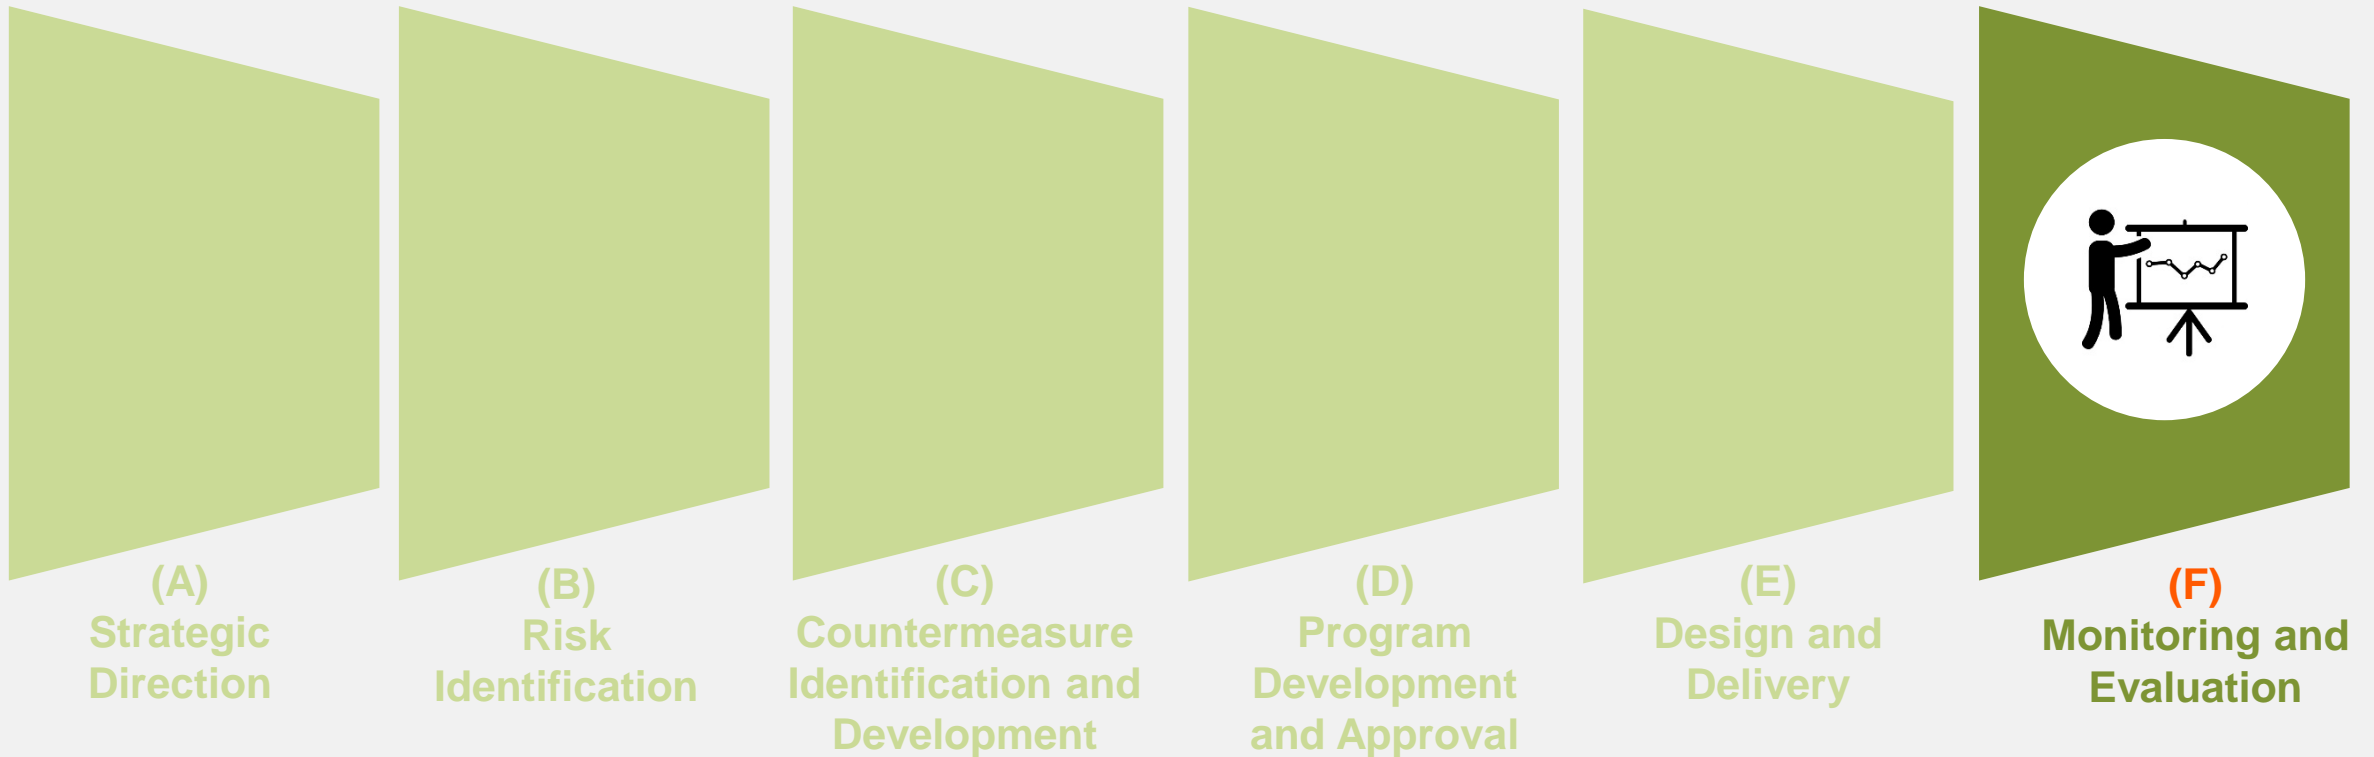 (A)
Strategic
Direction
(B)
Risk
Identification
(C)
Countermeasure
Identification and
Development
(D)
Program
Development
and Approval
(E)
Design and
Delivery
(F)
Monitoring and
Evaluation